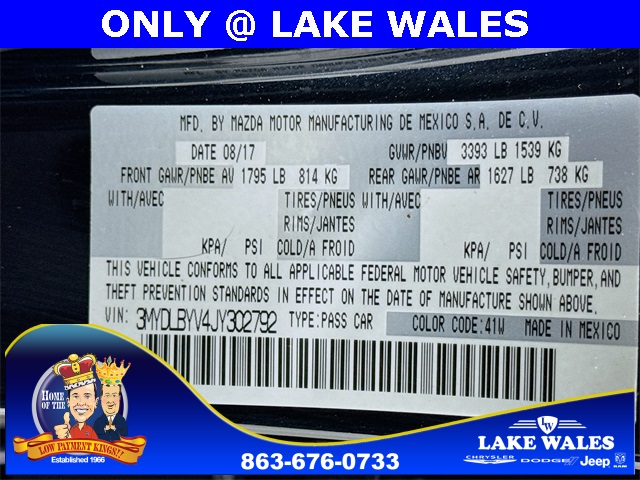 ONLY @ LAKE WALES
MFD. BY MAZDA MOTOR MANUFACTURING DE MEXICO S.A. DE C.V.
DATE 08/17 GVWR/PNBV 3393 LB 1539 KG
FRONT GAWR/PNBE AV 1795 LB 814 KG REAR GAWR/PNBE AR 1627 LB 738 KG
WITH/AVEC TIRES/PNEUS WITH/AVEC TIRES/PNEUS
RIMS/JANTES RIMS/JANTES
KPA/ PSI COLD/A FROID KPA/ PSI COLD/A FROID
THIS VEHICLE CONFORMS TO ALL APPLICABLE FEDERAL MOTOR VEHICLE SAFETY, BUMPER, AND
THEFT PREVENTION STANDARDS IN EFFECT ON THE DATE OF MANUFACTURE SHOWN ABOVE.
VIN: 3MYDLBYV4JY302792 TYPE:PASS CAR COLOR CODE:41W MADE IN MEXICO
HOME
OF THE
LOW PAYMENT KINGS!!
Established 1966
863-676-0733
LW
LAKE WALES
CHRYSLER DODGE Jeep RAM